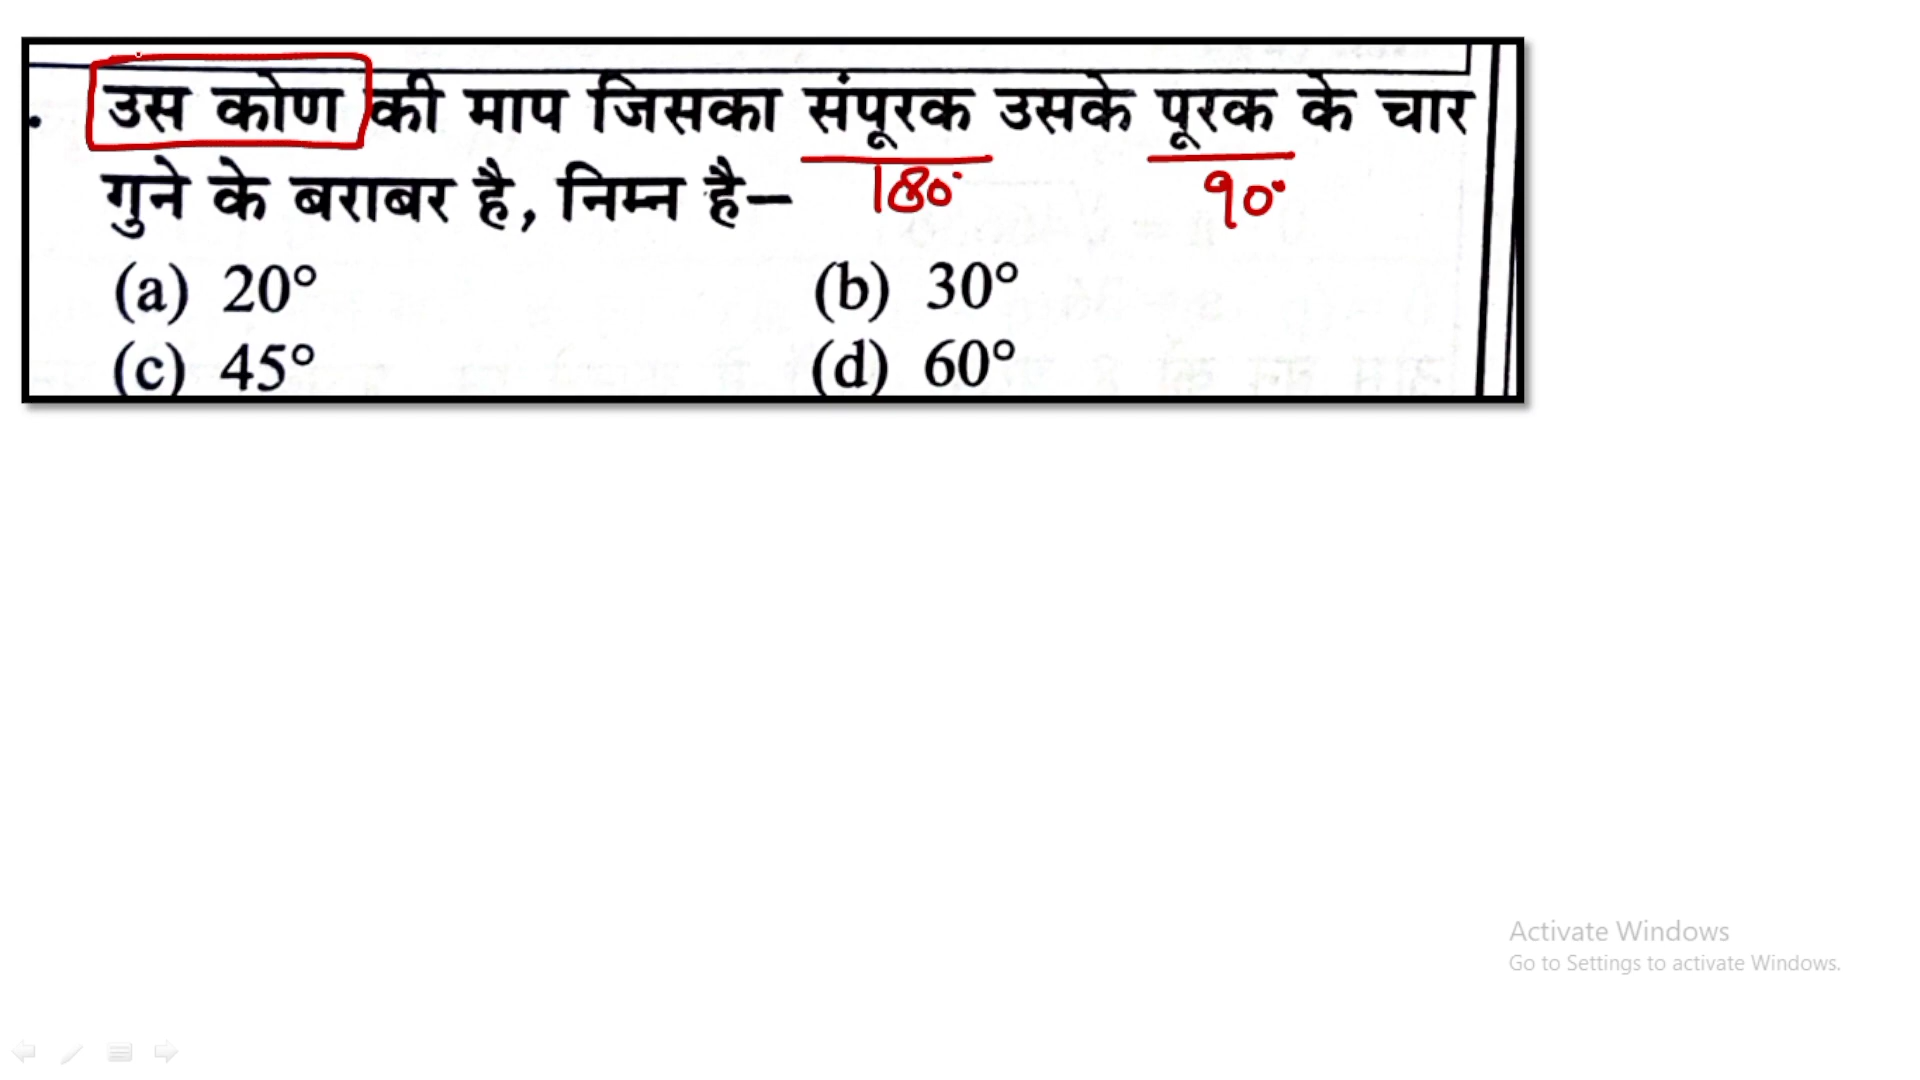 . उस कोण की माप जिसका संपूरक उसके पूरक के चार
गुने के बराबर है, निम्न है–
180°
90°
(a) 20°
(b) 30°
(c) 45°
(d) 60°
Activate Windows
Go to Settings to activate Windows.